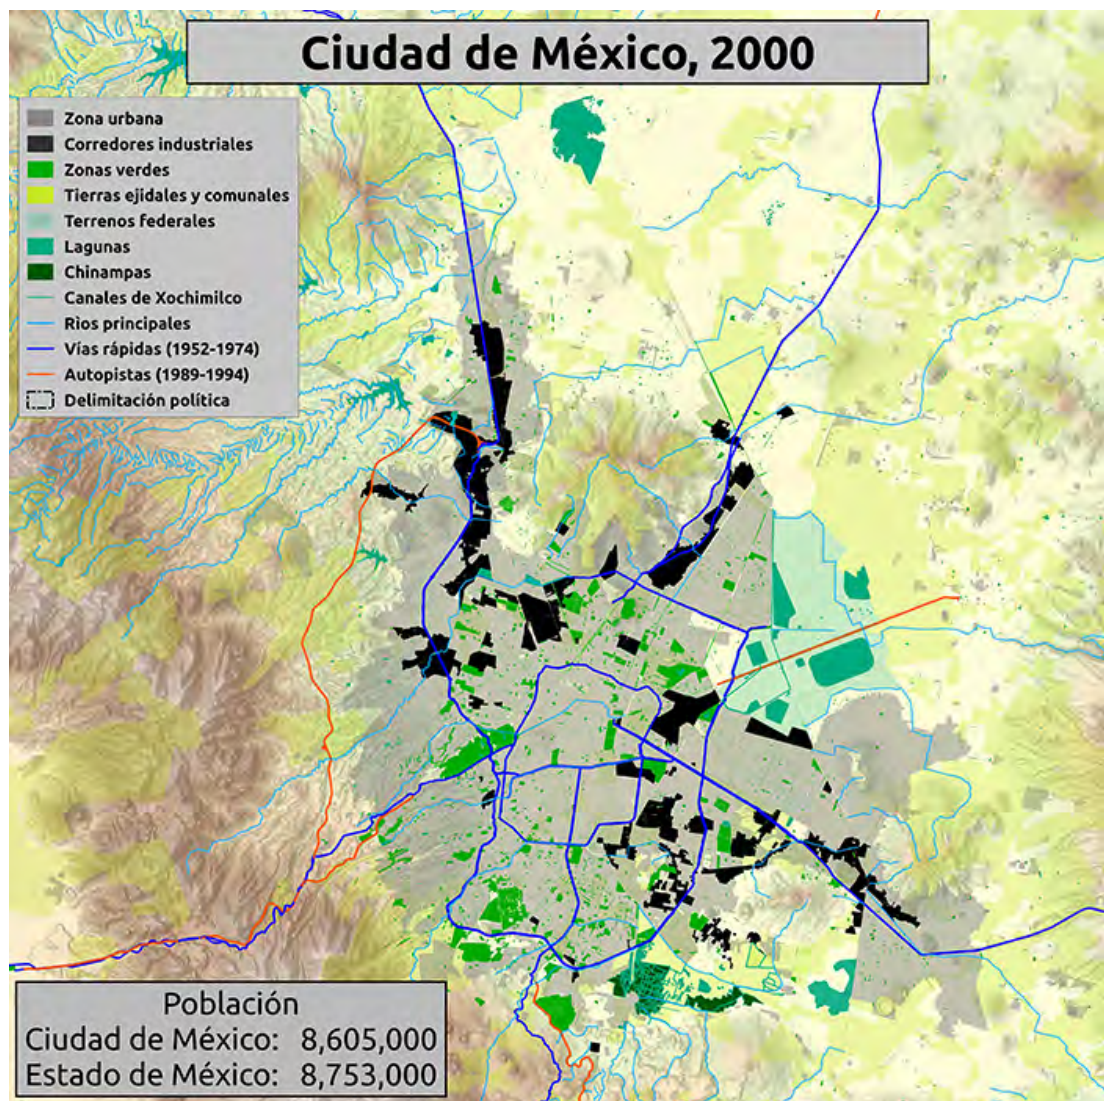 Ciudad de México, 2000
Zona urbana
Corredores industriales
Zonas verdes
Tierras ejidales y comunales
Terrenos federales
Lagunas
Chinampas
Canales de Xochimilco
Rios principales
Vías rápidas (1952-1974)
Autopistas (1989-1994)
Delimitación política
Población
Ciudad de México: 8,605,000
Estado de México: 8,753,000